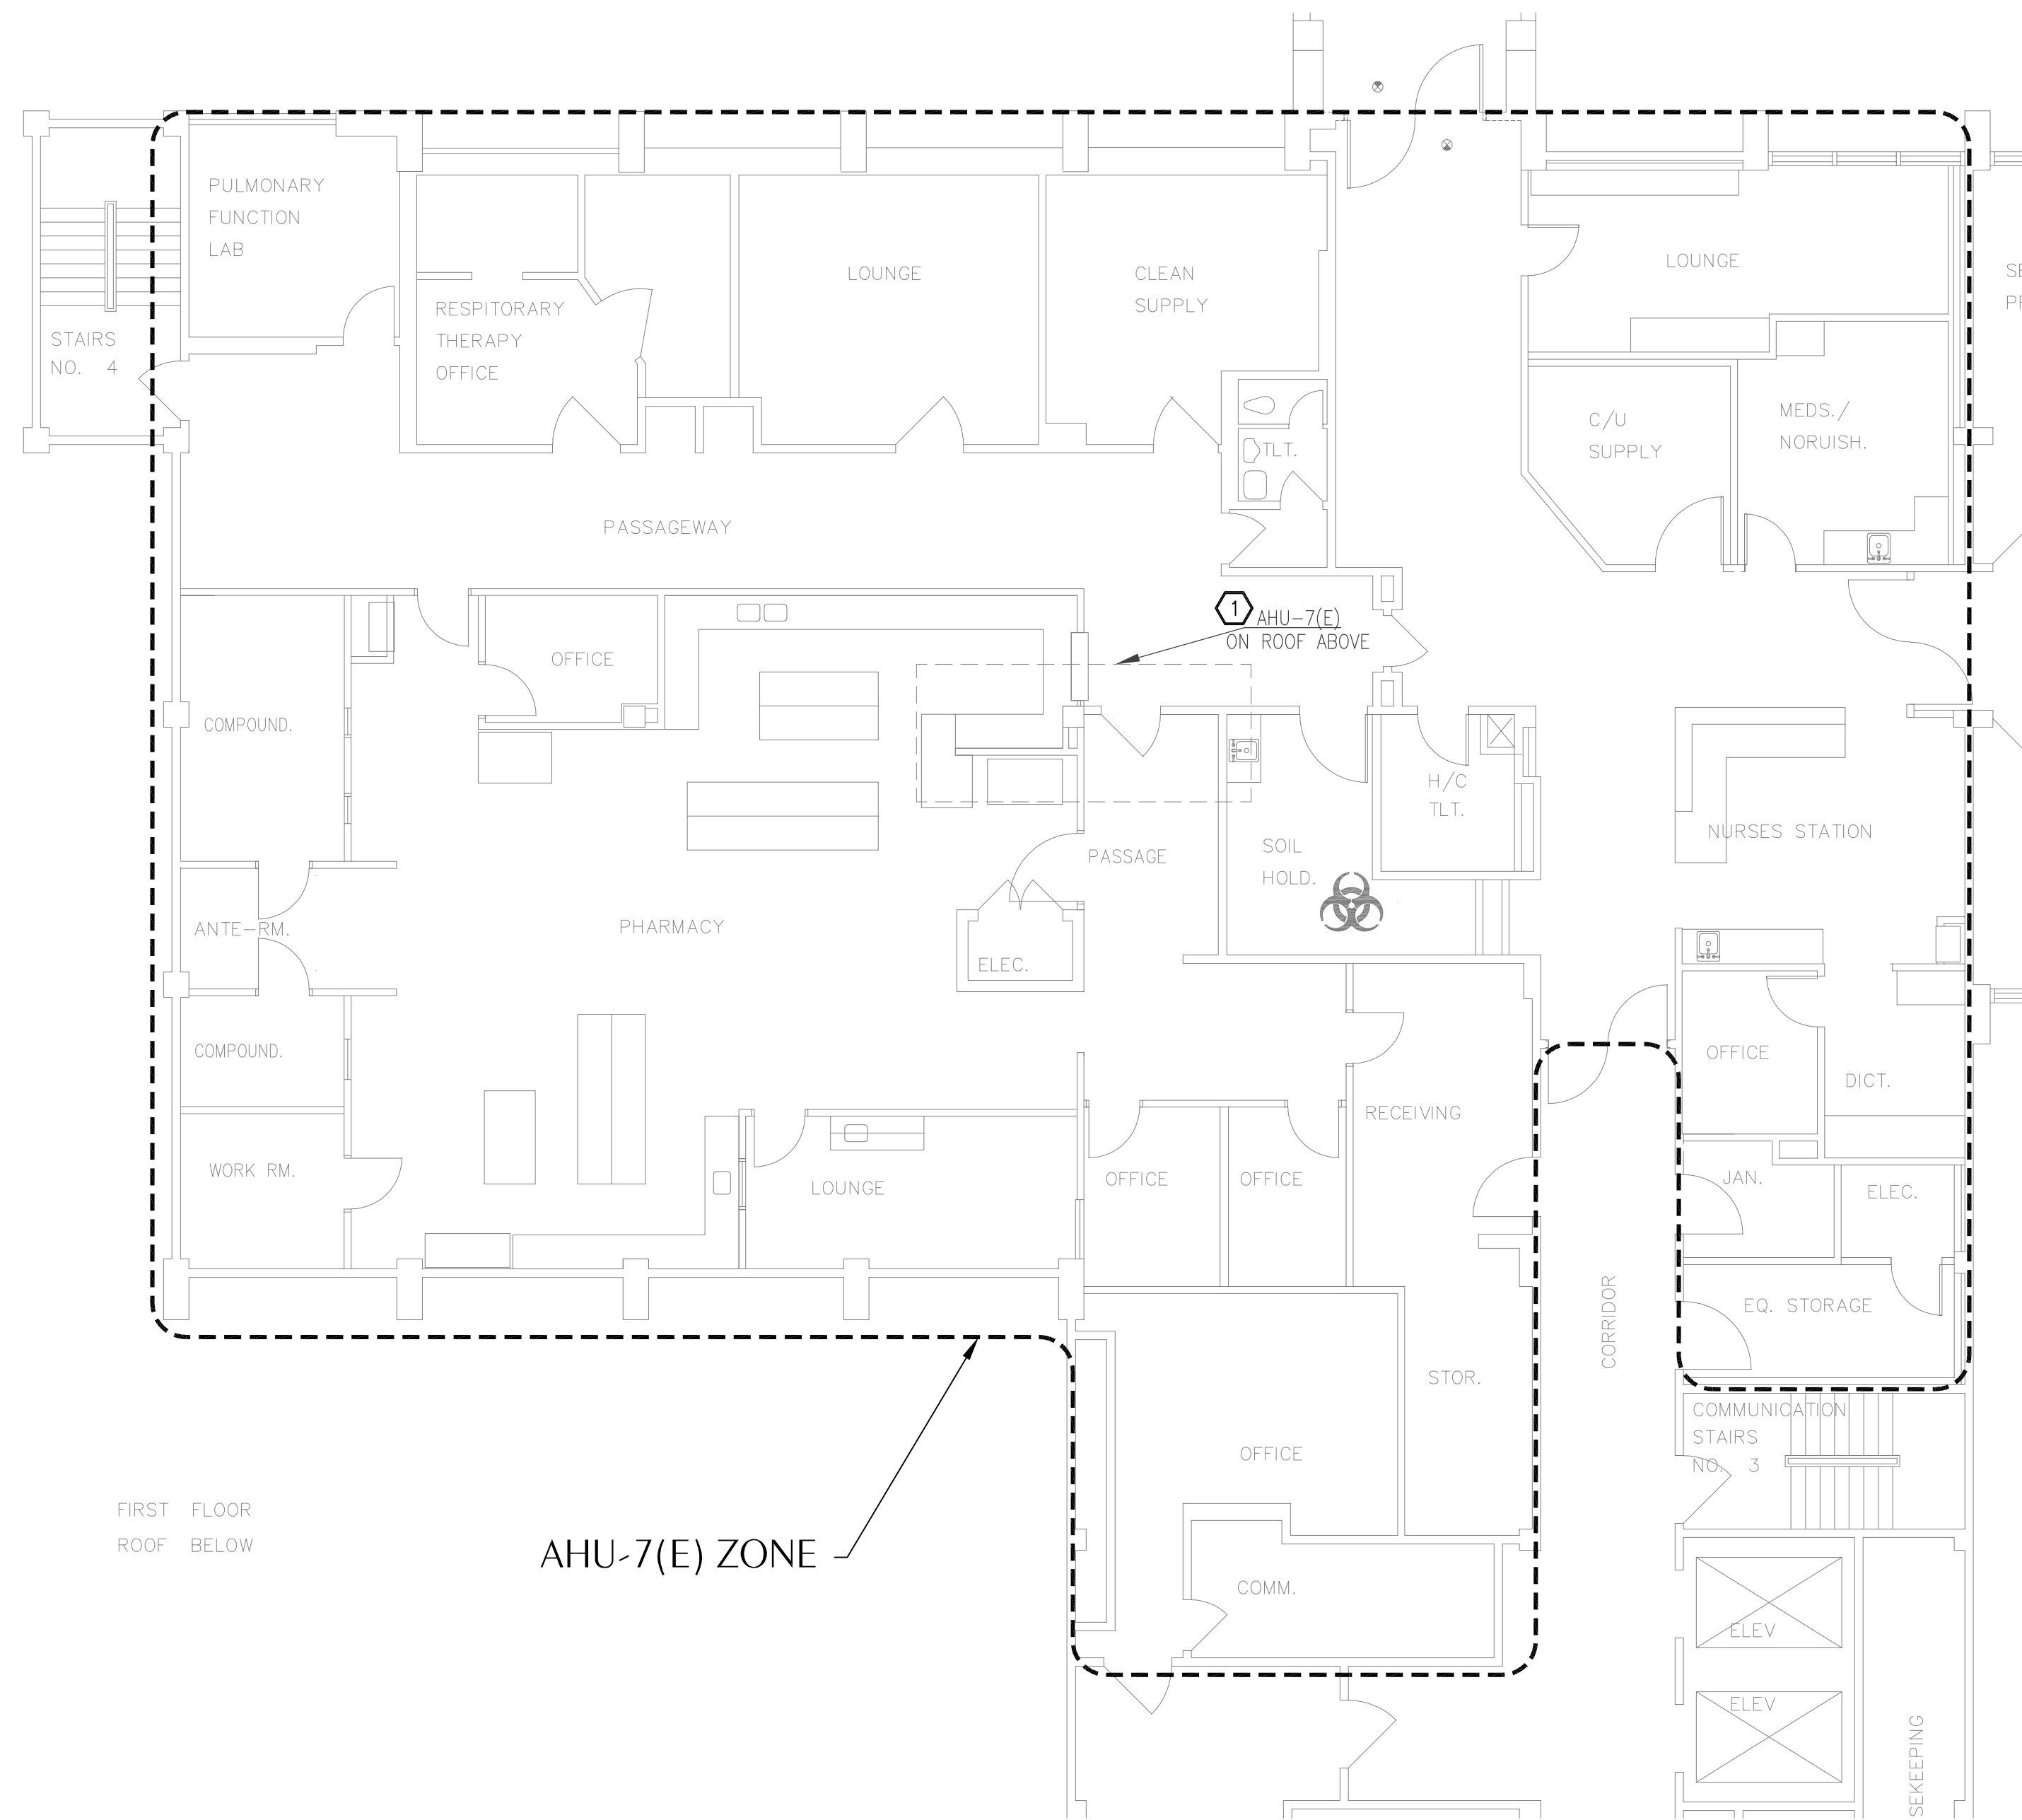 PULMONARY
FUNCTION
LAB
STAIRS
NO. 4
RESPITORARY
THERAPY
OFFICE
LOUNGE
CLEAN
SUPPLY
TLT.
LOUNGE
C/U
SUPPLY
MEDS./
NORUISH.
PASSAGEWAY
1
AHU-7(E)
ON ROOF ABOVE
OFFICE
COMPOUND.
H/C
TLT.
NURSES STATION
SOIL
HOLD.
PASSAGE
PHARMACY
ANTE-RM.
ELEC.
COMPOUND.
OFFICE
DICT.
RECEIVING
WORK RM.
LOUNGE
OFFICE
OFFICE
JAN.
ELEC.
EQ. STORAGE
CORRIDOR
STOR.
COMMUNICATION
STAIRS
NO. 3
OFFICE
FIRST FLOOR
ROOF BELOW
AHU-7(E) ZONE
COMM.
ELEV
ELEV